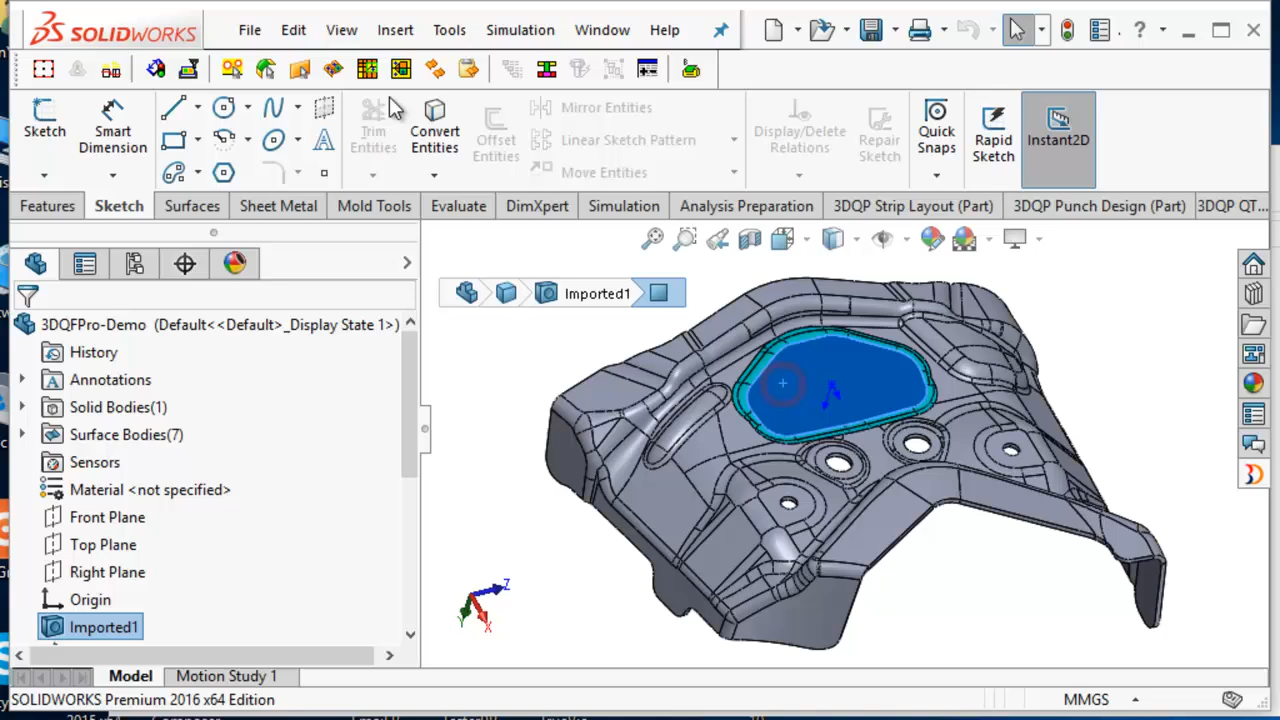 SOLIDWORKS File Edit View Insert Tools Simulation Window Help ?
Sketch Smart Dimension Trim Entities Convert Entities Offset Entities Mirror Entities Linear Sketch Pattern Move Entities Display/Delete Relations Repair Sketch Quick Snaps Rapid Sketch Instant2D
Features Sketch Surfaces Sheet Metal Mold Tools Evaluate DimXpert Simulation Analysis Preparation 3DQP Strip Layout (Part) 3DQP Punch Design (Part) 3DQP QT...
Imported1
3DQFPro-Demo (Default<<Default>_Display State 1>)
History
Annotations
Solid Bodies(1)
Surface Bodies(7)
Sensors
Material <not specified>
Front Plane
Top Plane
Right Plane
Origin
Imported1
Z
Y
X
Model Motion Study 1
SOLIDWORKS Premium 2016 x64 Edition MMGS